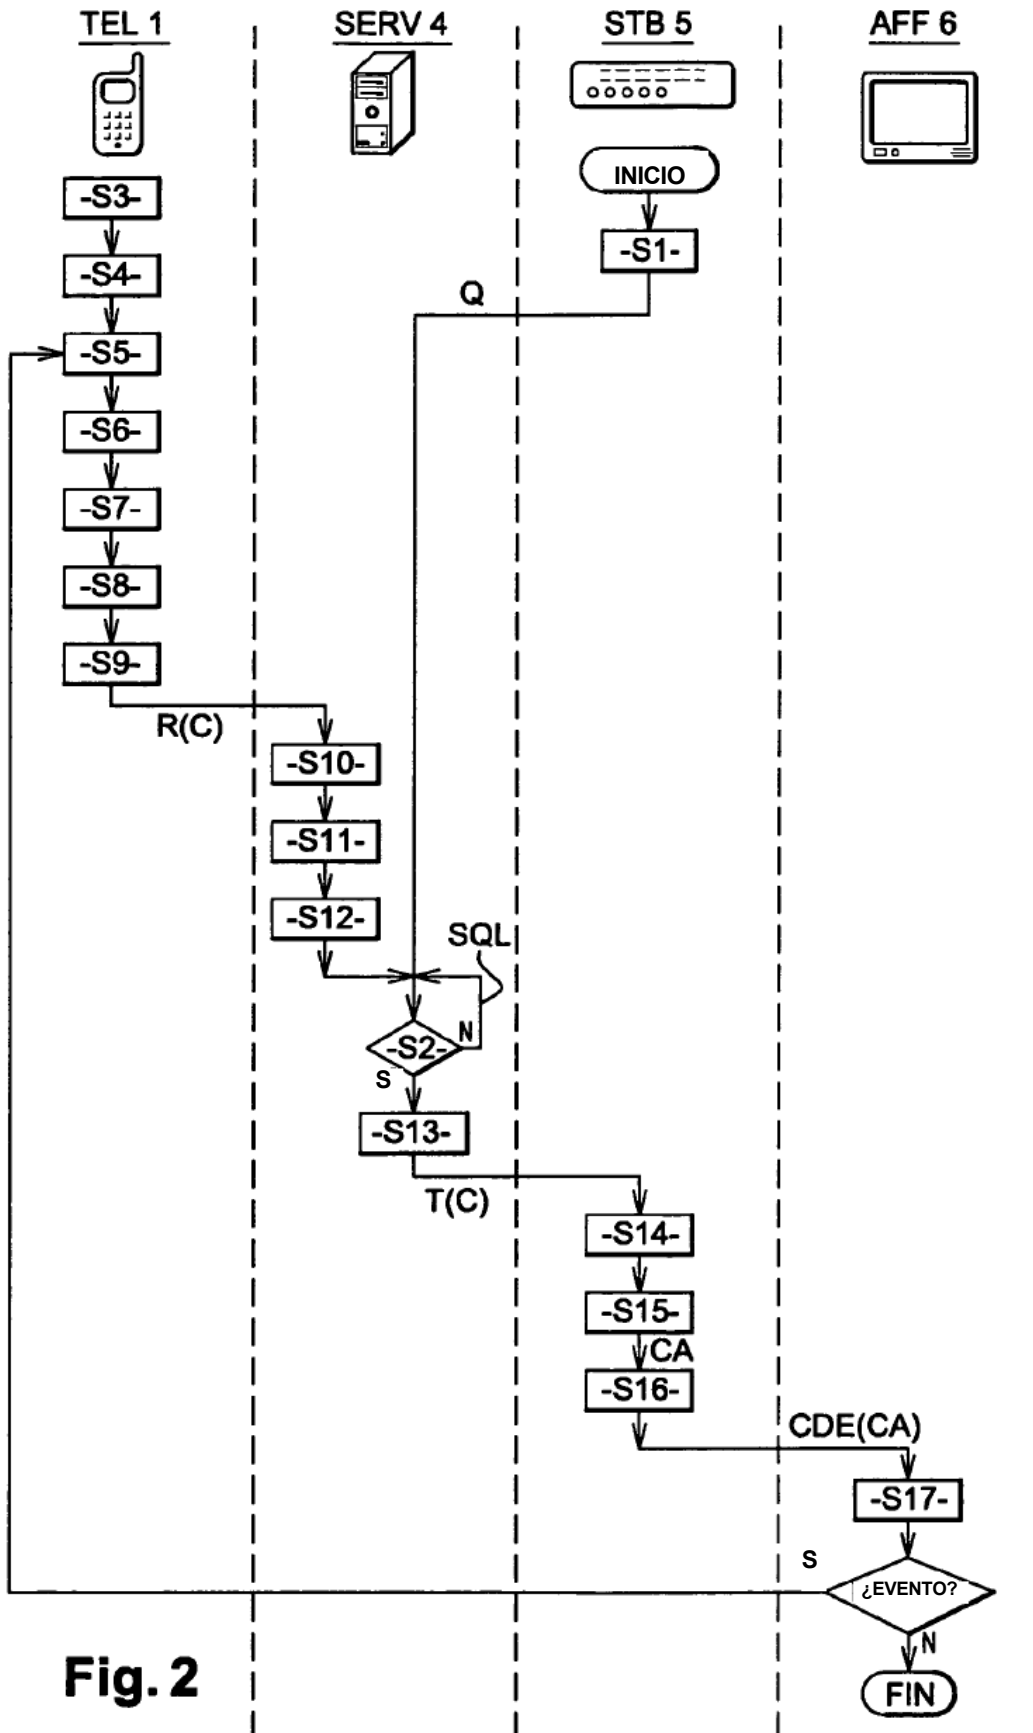 TEL 1
SERV 4
STB 5
AFF 6
INICIO
-S3-
-S1-
-S4-
Q
-S5-
-S6-
-S7-
-S8-
-S9-
R(C)
-S10-
-S11-
-S12-
SQL
N
-S2-
S
-S13-
T(C)
-S14-
-S15-
CA
-S16-
CDE(CA)
-S17-
S
¿EVENTO?
N
FIN
Fig. 2